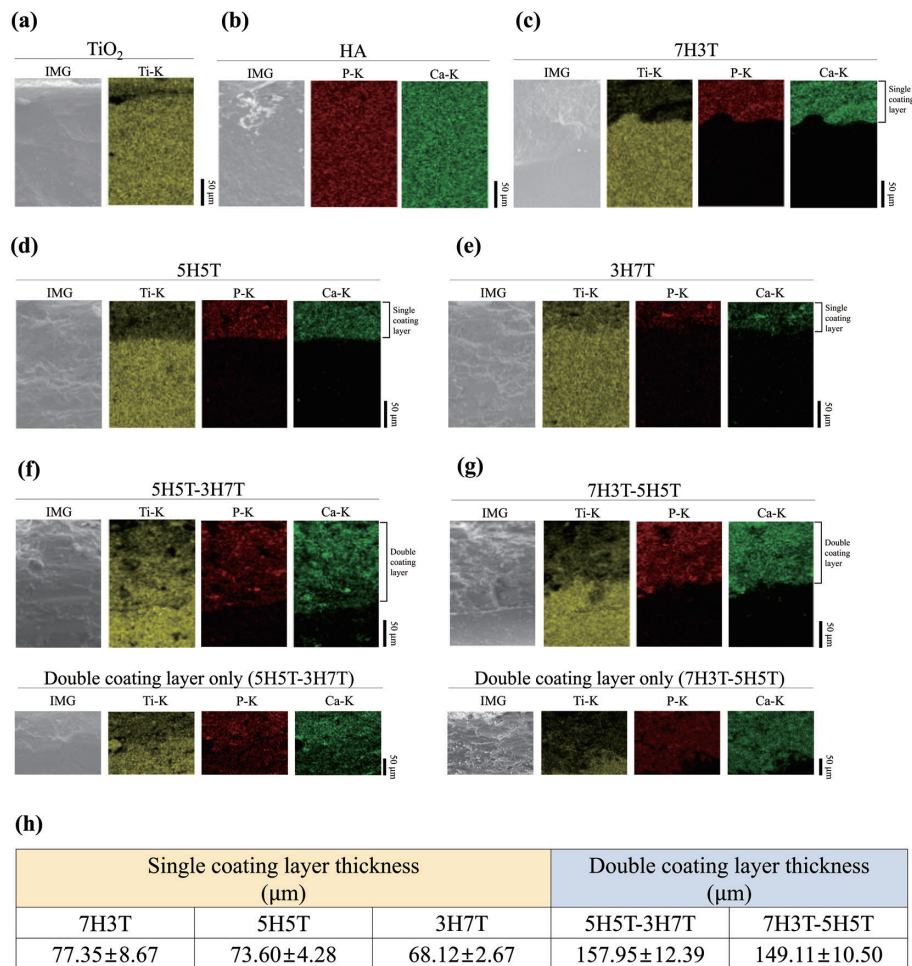 (a)
TiO₂
IMG Ti-K
50 μm
(b)
HA
IMG P-K Ca-K
50 μm
(c)
7H3T
IMG Ti-K P-K Ca-K
Single
coating
layer
50 μm
(d)
5H5T
IMG Ti-K P-K Ca-K
Single
coating
layer
50 μm
(e)
3H7T
IMG Ti-K P-K Ca-K
Single
coating
layer
50 μm
(f)
5H5T-3H7T
IMG Ti-K P-K Ca-K
Double
coating
layer
50 μm
Double coating layer only (5H5T-3H7T)
IMG Ti-K P-K Ca-K
50 μm
(g)
7H3T-5H5T
IMG Ti-K P-K Ca-K
Double
coating
layer
50 μm
Double coating layer only (7H3T-5H5T)
IMG Ti-K P-K Ca-K
50 μm
(h)
Single coating layer thickness
(μm)
Double coating layer thickness
(μm)
7H3T 5H5T 3H7T 5H5T-3H7T 7H3T-5H5T
77.35±8.67 73.60±4.28 68.12±2.67 157.95±12.39 149.11±10.50